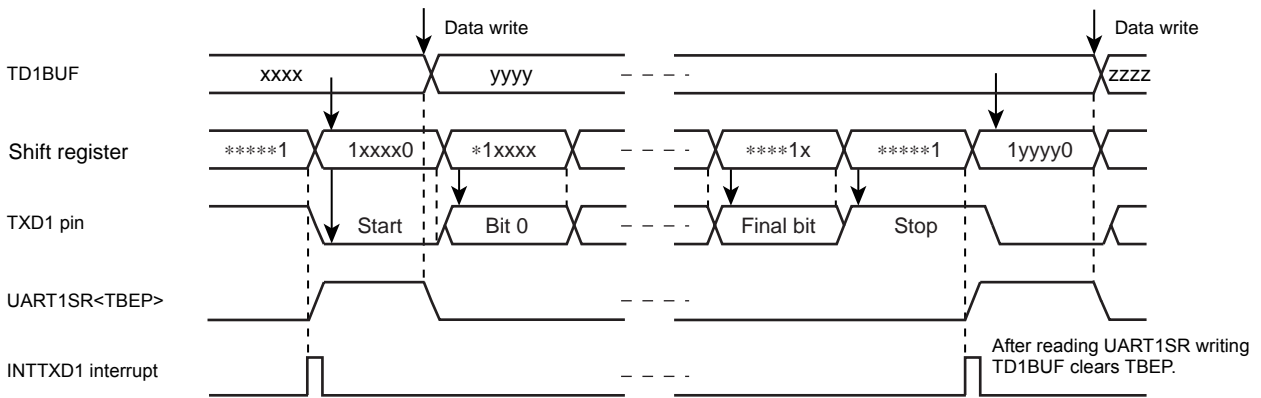 Data write
Data write
TD1BUF
xxxx
yyyy
zzzz
Shift register
*****1
1xxxx0
*1xxxx
****1x
*****1
1yyyy0
TXD1 pin
Start
Bit 0
Final bit
Stop
UART1SR<TBEP>
INTTXD1 interrupt
After reading UART1SR writing
TD1BUF clears TBEP.